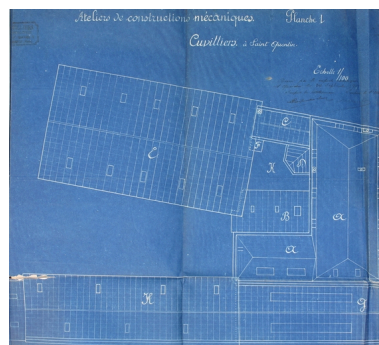 Ateliers de constructions mécaniques. Planche 1
Cuvilliers. à Saint Quentin.
Echelle 1/100
C
C
F
K
B
a
a
H
G